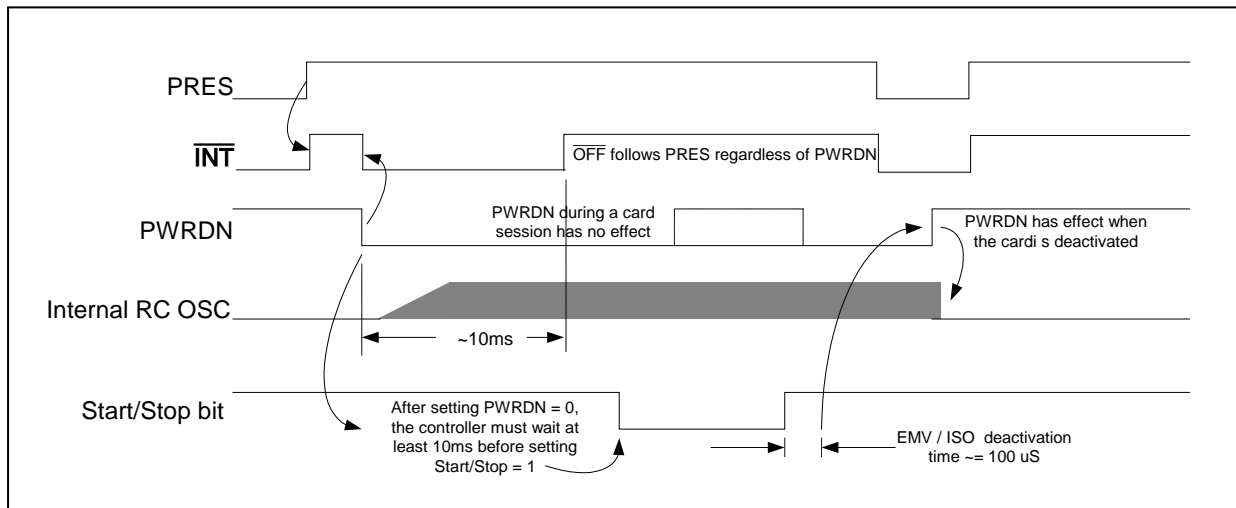 PRES
INT
OFF follows PRES regardless of PWRDN
PWRDN
PWRDN during a card
session has no effect
PWRDN has effect when
the cardi s deactivated
Internal RC OSC
~10ms
Start/Stop bit
After setting PWRDN = 0,
the controller must wait at
least 10ms before setting
Start/Stop = 1
EMV / ISO deactivation
time ~= 100 uS